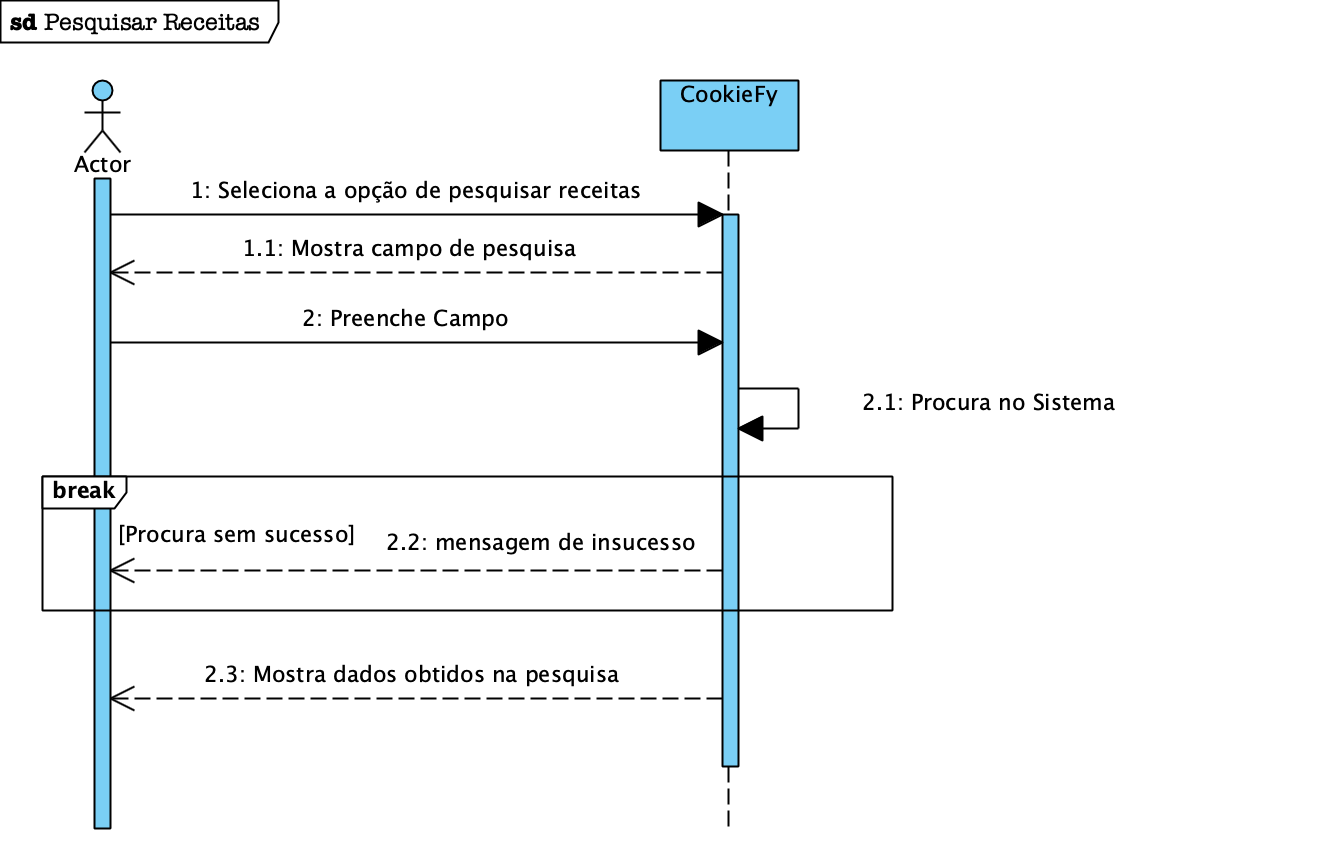 sd Pesquisar Receitas
CookieFy
Actor
1: Seleciona a opção de pesquisar receitas
1.1: Mostra campo de pesquisa
2: Preenche Campo
2.1: Procura no Sistema
break
[Procura sem sucesso]
2.2: mensagem de insucesso
2.3: Mostra dados obtidos na pesquisa